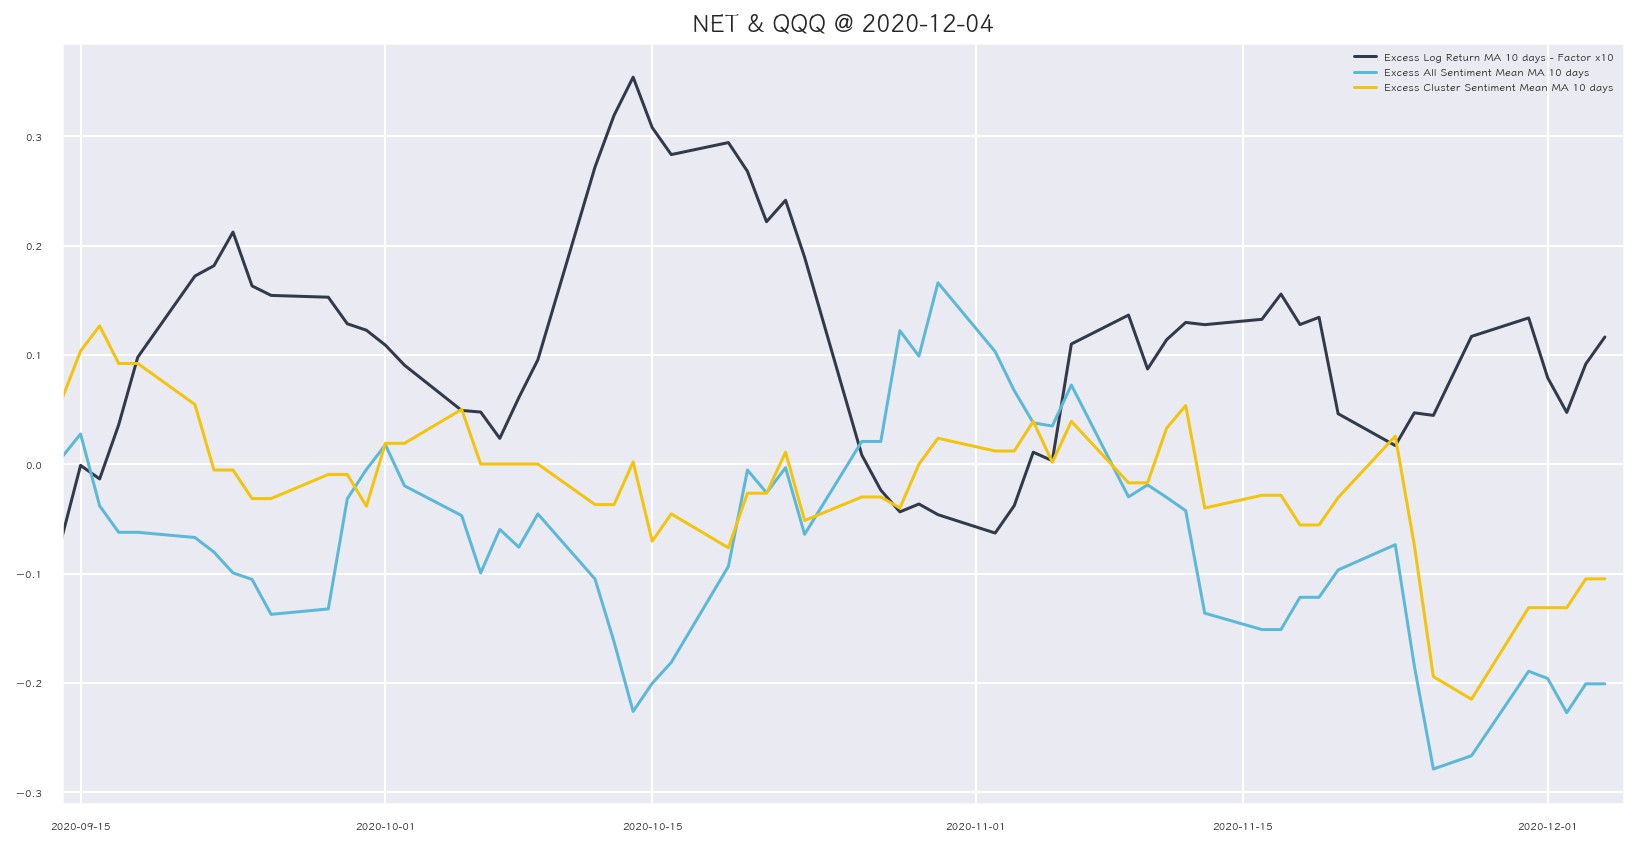 NET & QQQ @ 2020-12-04
Excess Log Return MA 10 days - Factor x10
Excess All Sentiment Mean MA 10 days
Excess Cluster Sentiment Mean MA 10 days
0.3
0.2
0.1
0.0
−0.1
−0.2
−0.3
2020-09-15 2020-10-01 2020-10-15 2020-11-01 2020-11-15 2020-12-01